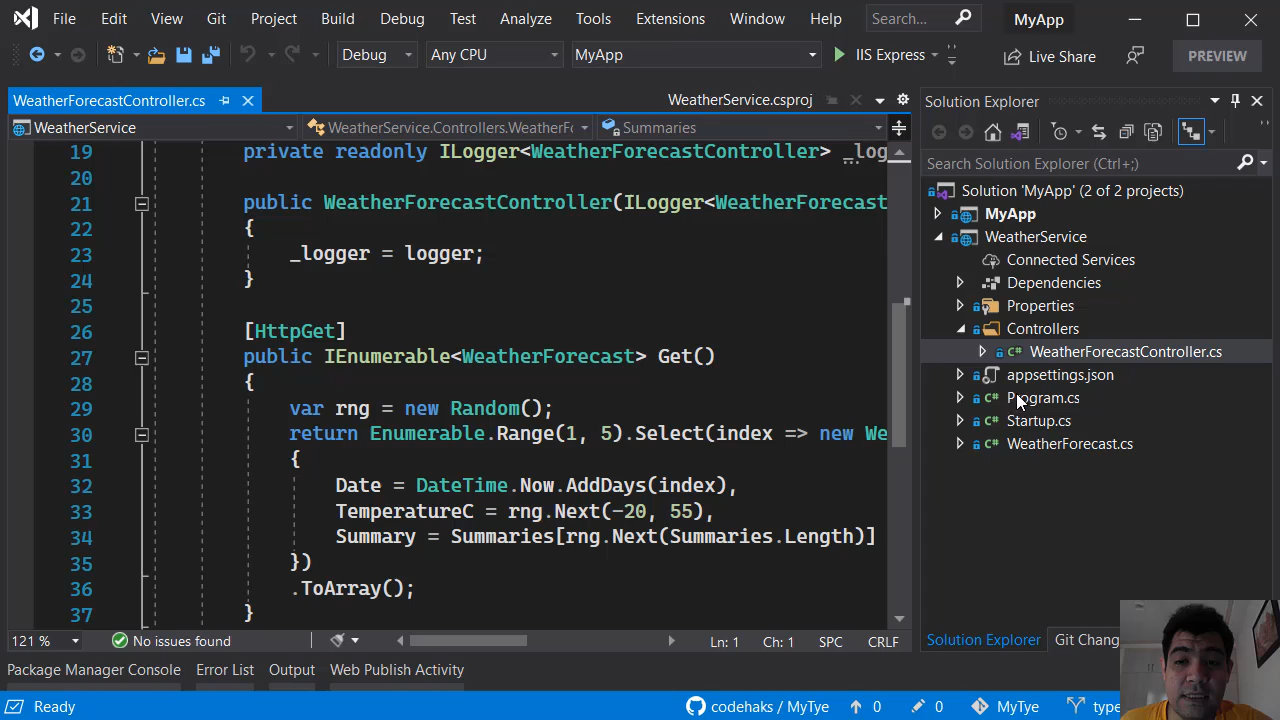 File Edit View Git Project Build Debug Test Analyze Tools Extensions Window Help Search... MyApp
Debug Any CPU MyApp IIS Express Live Share PREVIEW
WeatherForecastController.cs WeatherService.csproj
WeatherService WeatherService.Controllers.WeatherFo Summaries
19 private readonly ILogger<WeatherForecastController> _log
20
21 public WeatherForecastController(ILogger<WeatherForecast
22 {
23 _logger = logger;
24 }
25
26 [HttpGet]
27 public IEnumerable<WeatherForecast> Get()
28 {
29 var rng = new Random();
30 return Enumerable.Range(1, 5).Select(index => new We
31 {
32 Date = DateTime.Now.AddDays(index),
33 TemperatureC = rng.Next(-20, 55),
34 Summary = Summaries[rng.Next(Summaries.Length)]
35 })
36 .ToArray();
37 }
121 % No issues found Ln: 1 Ch: 1 SPC CRLF
Package Manager Console Error List Output Web Publish Activity
Solution Explorer
Search Solution Explorer (Ctrl+;)
Solution 'MyApp' (2 of 2 projects)
MyApp
WeatherService
Connected Services
Dependencies
Properties
Controllers
C# WeatherForecastController.cs
appsettings.json
C# Program.cs
C# Startup.cs
C# WeatherForecast.cs
Solution Explorer Git Chang
Ready codehaks / MyTye 0 0 MyTye type